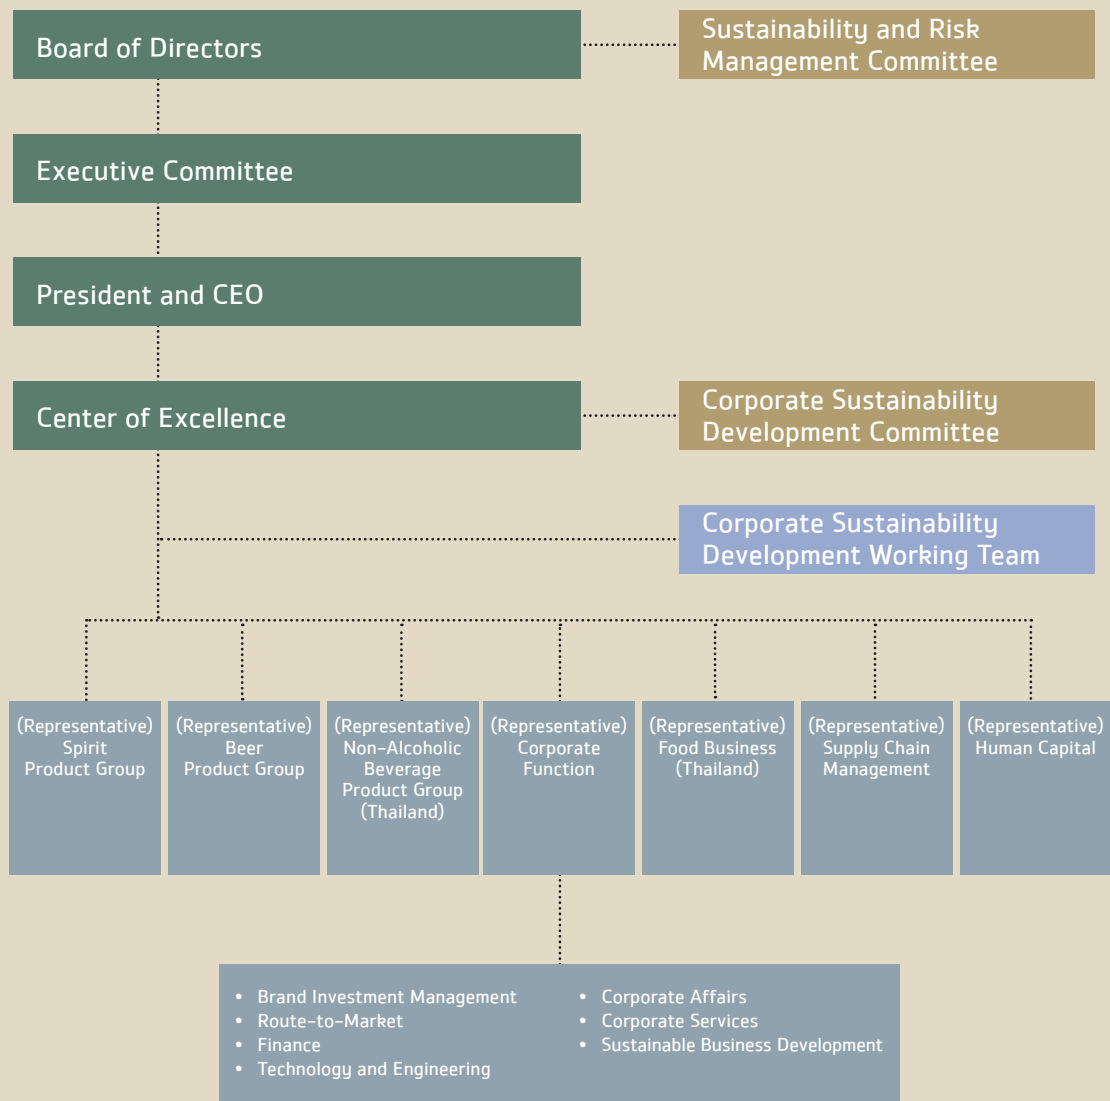 Board of Directors
Sustainability and Risk
Management Committee
Executive Committee
President and CEO
Center of Excellence
Corporate Sustainability
Development Committee
Corporate Sustainability
Development Working Team
(Representative)
Spirit
Product Group
(Representative)
Beer
Product Group
(Representative)
Non-Alcoholic
Beverage
Product Group
(Thailand)
(Representative)
Corporate
Function
(Representative)
Food Business
(Thailand)
(Representative)
Supply Chain
Management
(Representative)
Human Capital
• Brand Investment Management
• Route-to-Market
• Finance
• Technology and Engineering
• Corporate Affairs
• Corporate Services
• Sustainable Business Development